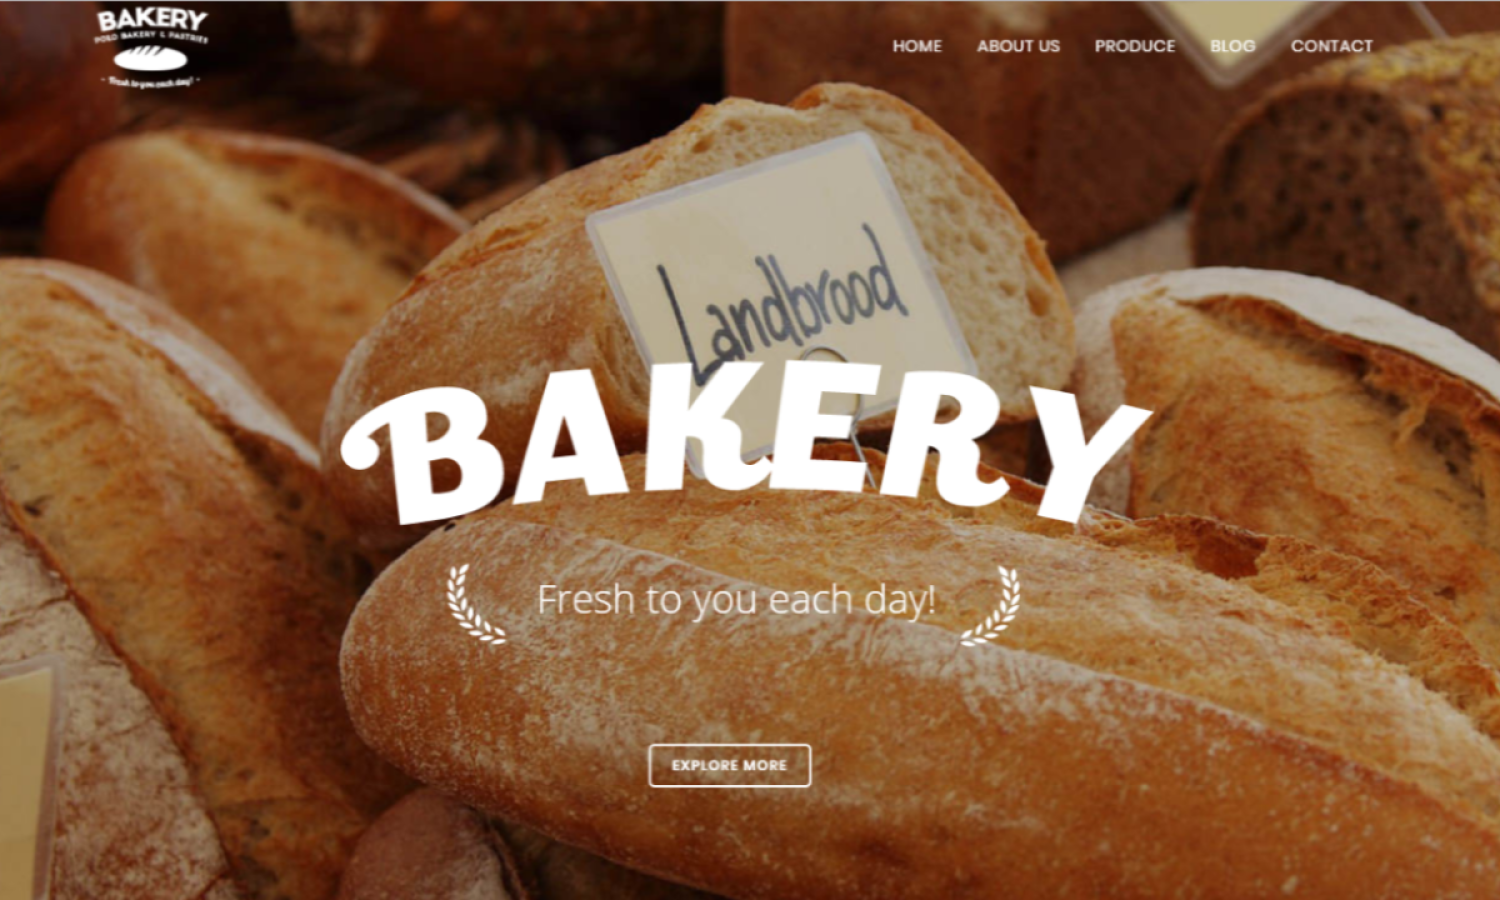 BAKERY
POLO BAKERY & PASTRIES
- Fresh to you each day! -
HOME
ABOUT US
PRODUCE
BLOG
CONTACT
Landbrood
BAKERY
Fresh to you each day!
EXPLORE MORE